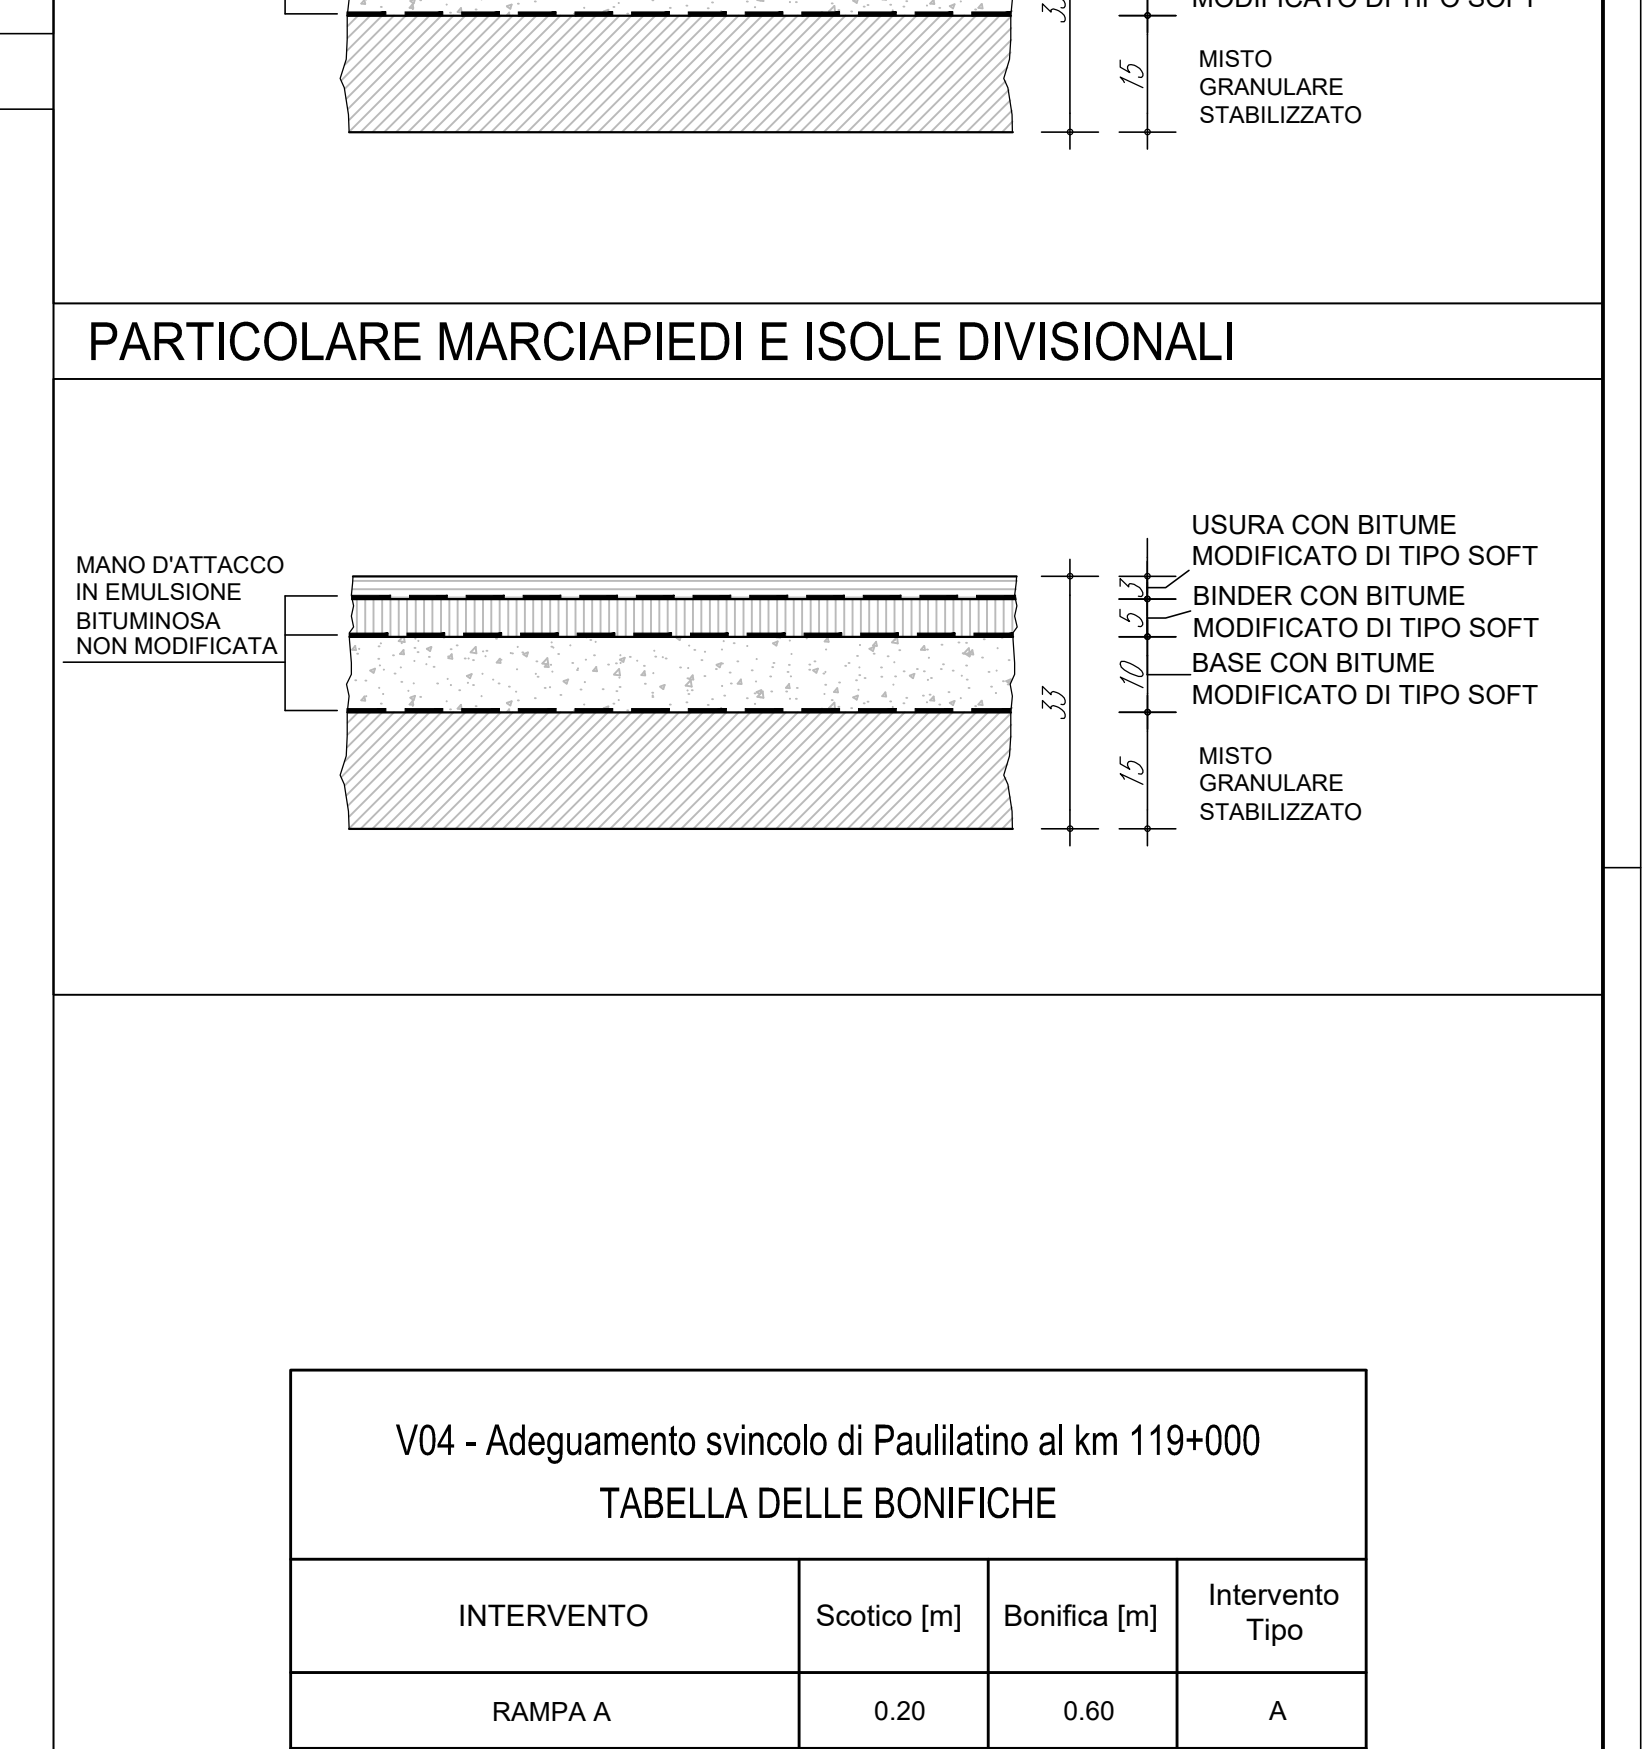 MODIFICATO DI TIPO SOFT
33
15
MISTO
GRANULARE
STABILIZZATO
PARTICOLARE MARCIAPIEDI E ISOLE DIVISIONALI
MANO D'ATTACCO
IN EMULSIONE
BITUMINOSA
NON MODIFICATA
33
3
5
10
15
USURA CON BITUME
MODIFICATO DI TIPO SOFT
BINDER CON BITUME
MODIFICATO DI TIPO SOFT
BASE CON BITUME
MODIFICATO DI TIPO SOFT
MISTO
GRANULARE
STABILIZZATO
V04 - Adeguamento svincolo di Paulilatino al km 119+000
TABELLA DELLE BONIFICHE
INTERVENTO
Scotico [m]
Bonifica [m]
Intervento
Tipo
RAMPA A
0.20
0.60
A